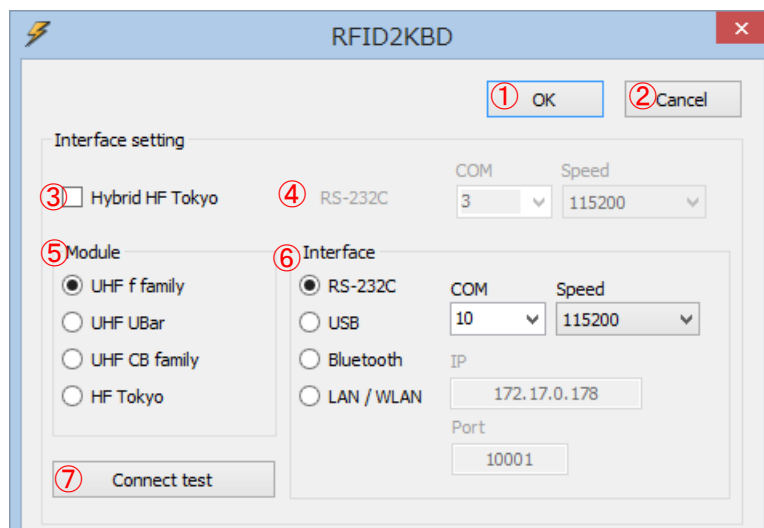 RFID2KBD
① OK ② Cancel
Interface setting
COM Speed
③ Hybrid HF Tokyo ④ RS-232C 3 115200
⑤ Module
UHF f family
UHF UBar
UHF CB family
HF Tokyo
⑥ Interface
RS-232C
USB
Bluetooth
LAN / WLAN
COM Speed
10 115200
IP
172.17.0.178
Port
10001
⑦ Connect test